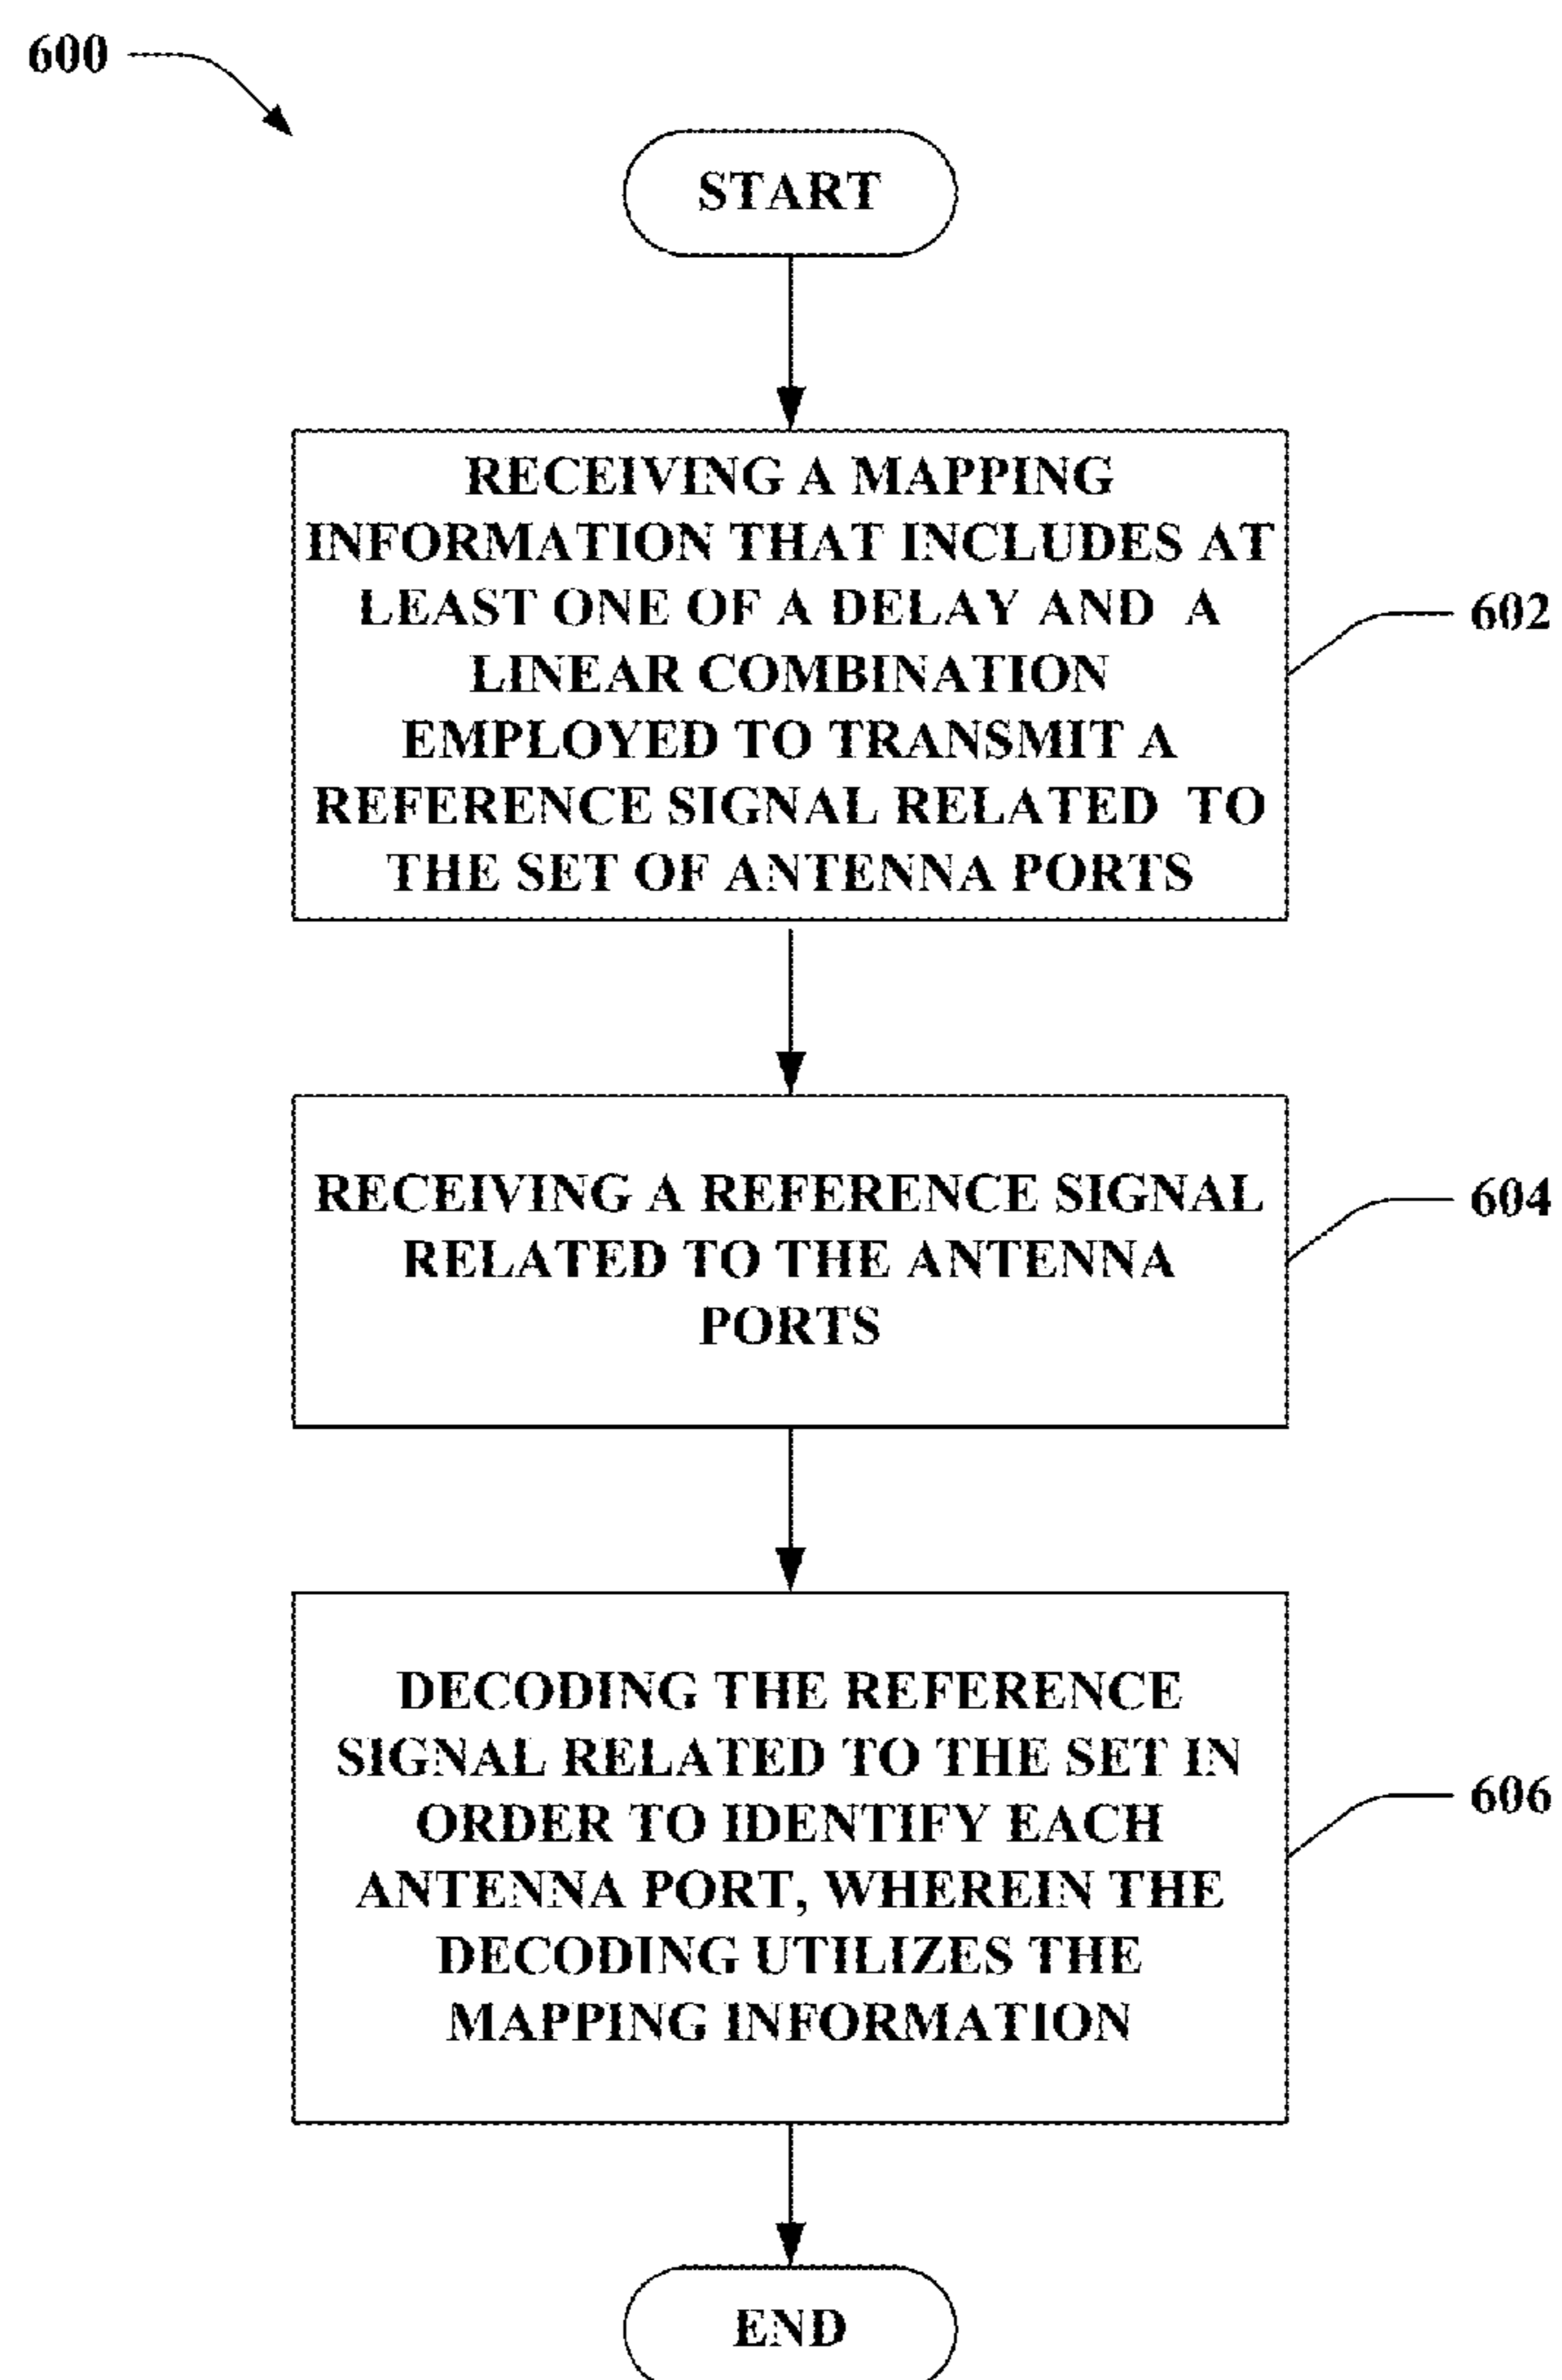 600
START
RECEIVING A MAPPING
INFORMATION THAT INCLUDES AT
LEAST ONE OF A DELAY AND A
LINEAR COMBINATION
EMPLOYED TO TRANSMIT A
REFERENCE SIGNAL RELATED TO
THE SET OF ANTENNA PORTS
602
RECEIVING A REFERENCE SIGNAL
RELATED TO THE ANTENNA
PORTS
604
DECODING THE REFERENCE
SIGNAL RELATED TO THE SET IN
ORDER TO IDENTIFY EACH
ANTENNA PORT, WHEREIN THE
DECODING UTILIZES THE
MAPPING INFORMATION
606
END